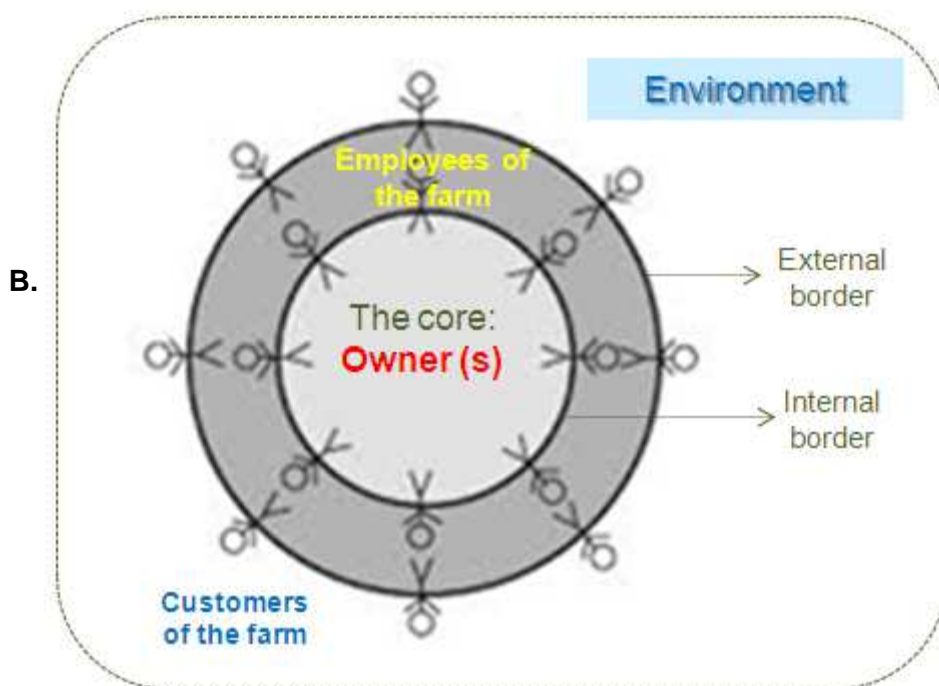 Environment
Employees of
the farm
B.
External
border
The core:
Owner (s)
Internal
border
Customers
of the farm